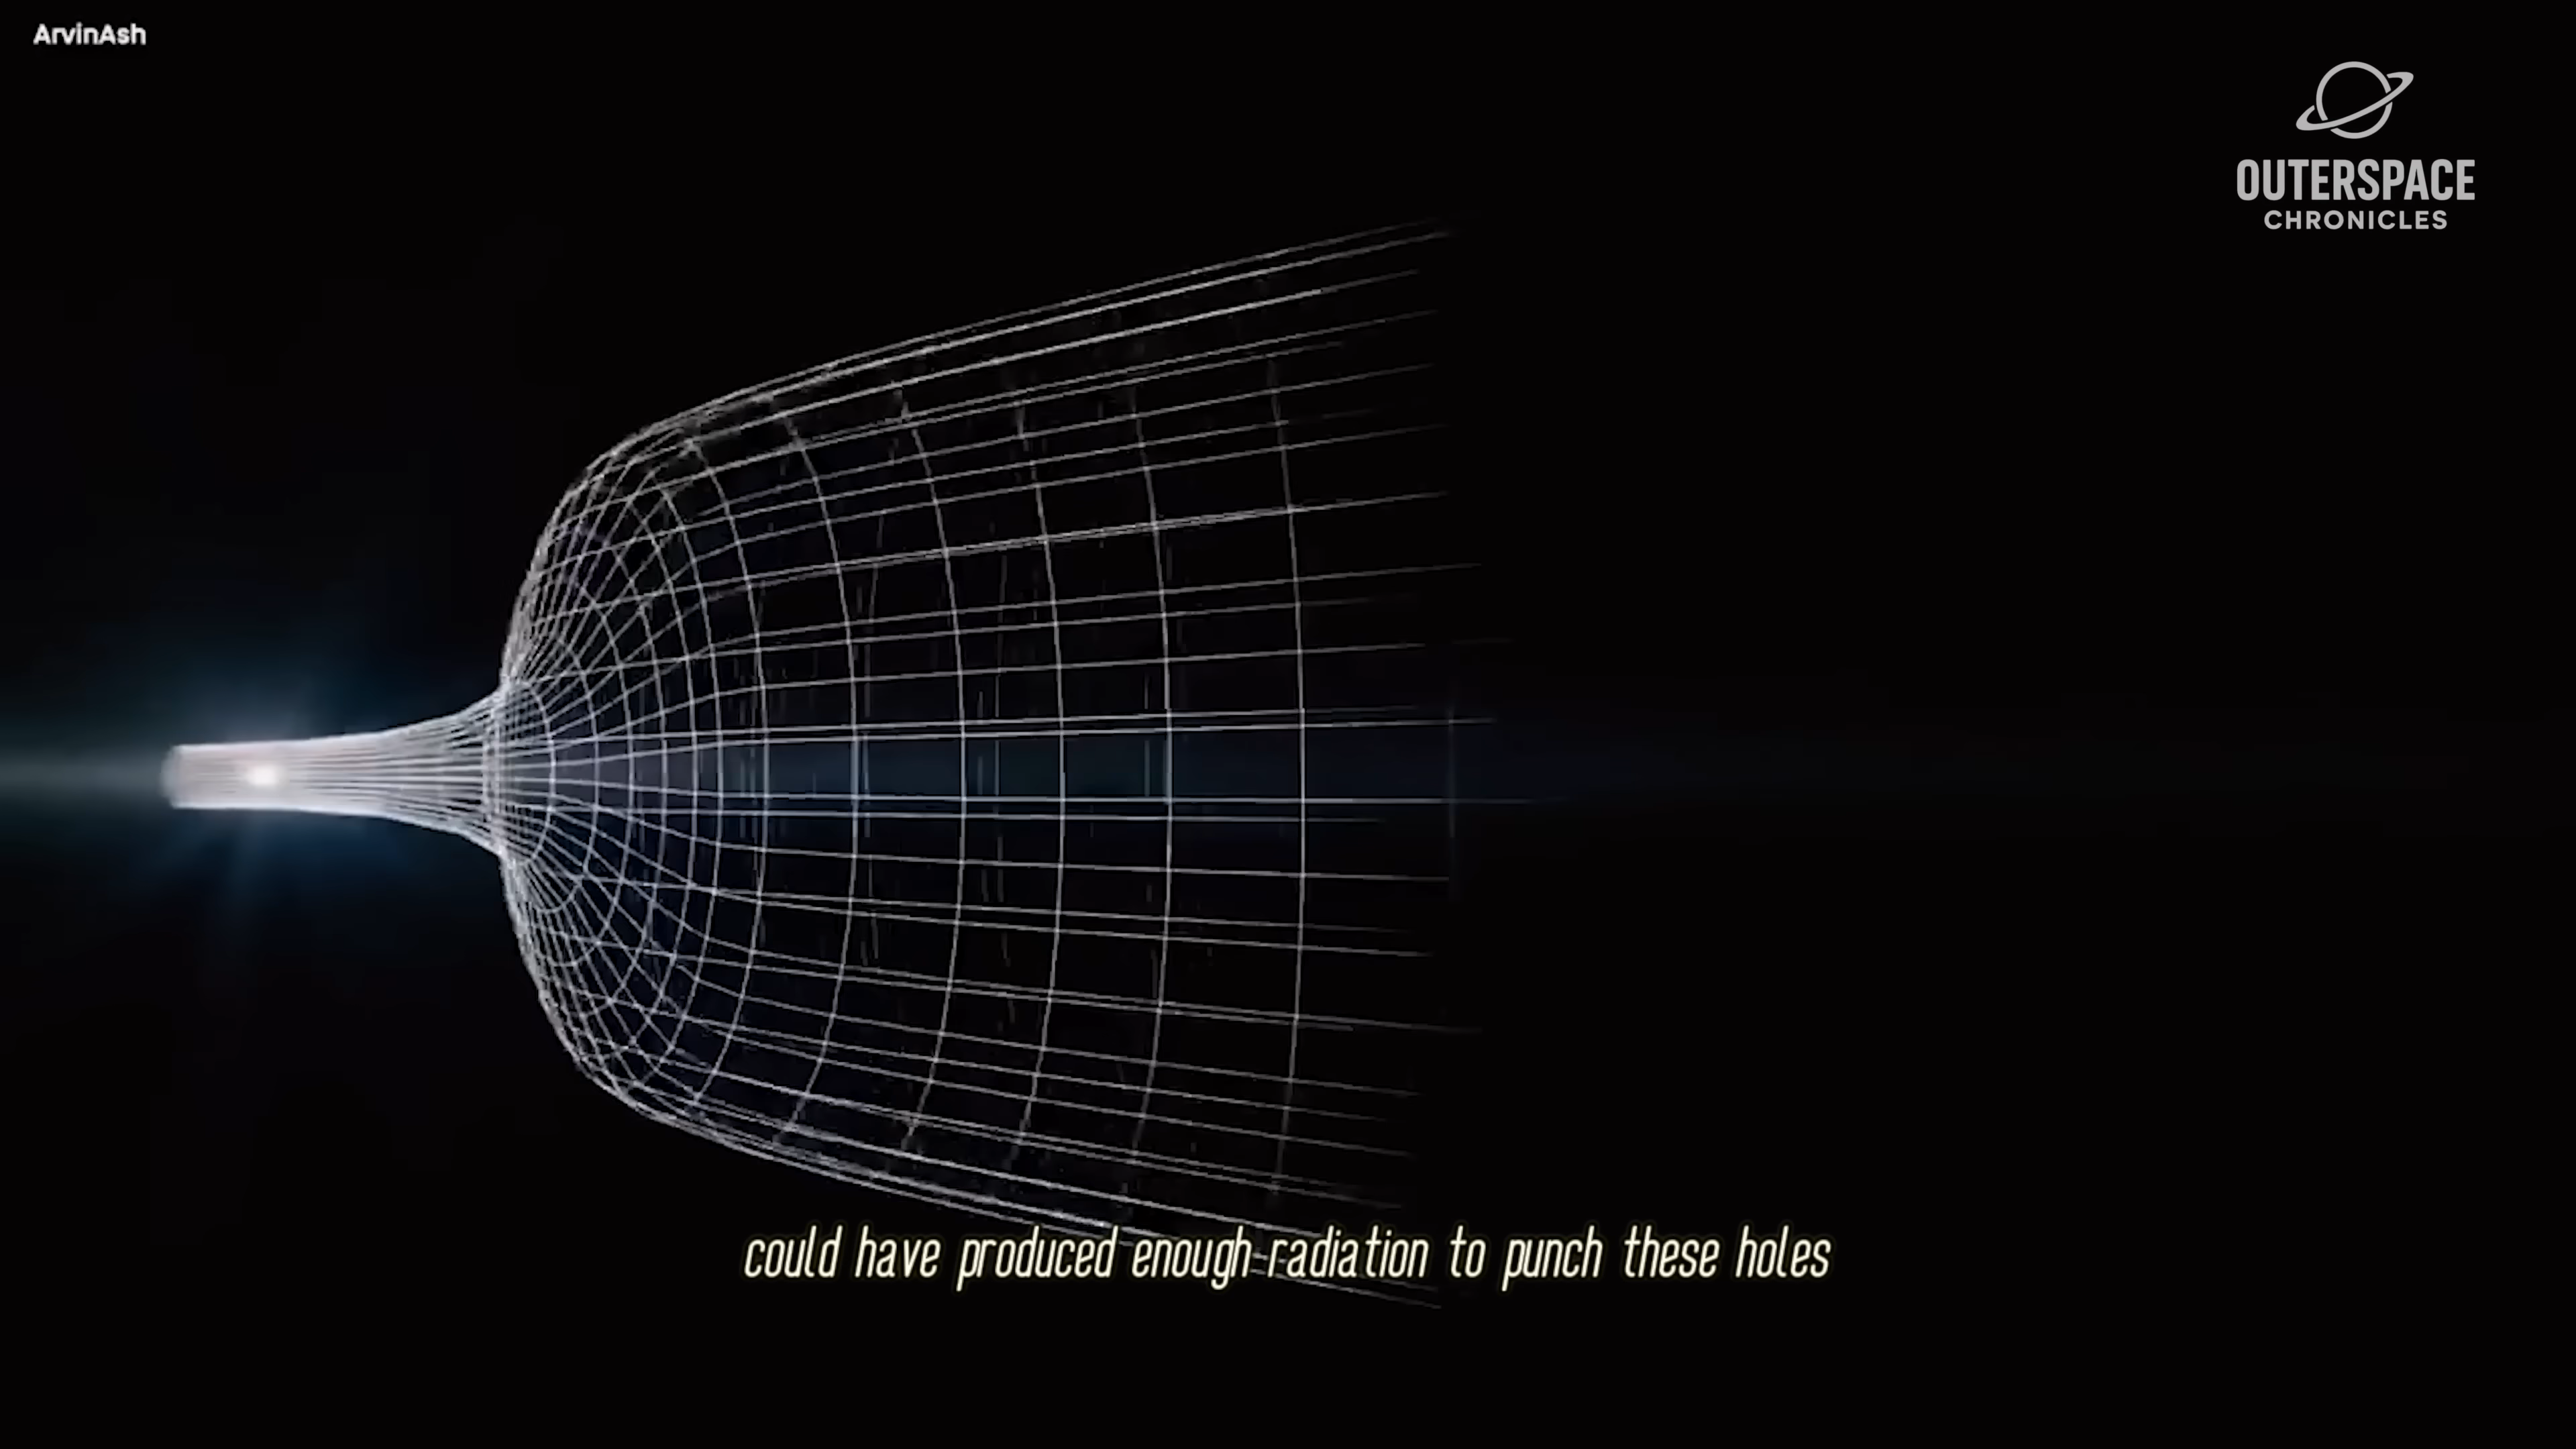 ArvinAsh
OUTERSPACE
CHRONICLES
could have produced enough radiation to punch these holes